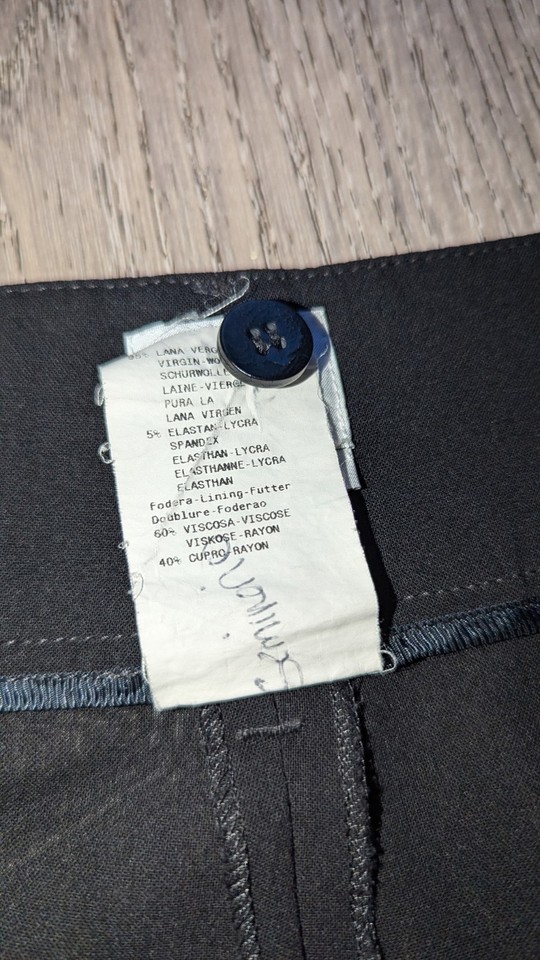 LANA VERG
VIRGIN-WO
SCHURWOLL
LAINE-VIERG
PURA LA
LANA VIRGEN
5% ELASTAN-LYCRA
SPANDEX
ELASTHAN-LYCRA
ELASTHANNE-LYCRA
ELASTHAN
Fodera-Lining-Futter
Doublure-Foderao
60% VISCOSA-VISCOSE
VISKOSE-RAYON
40% CUPRO-RAYON